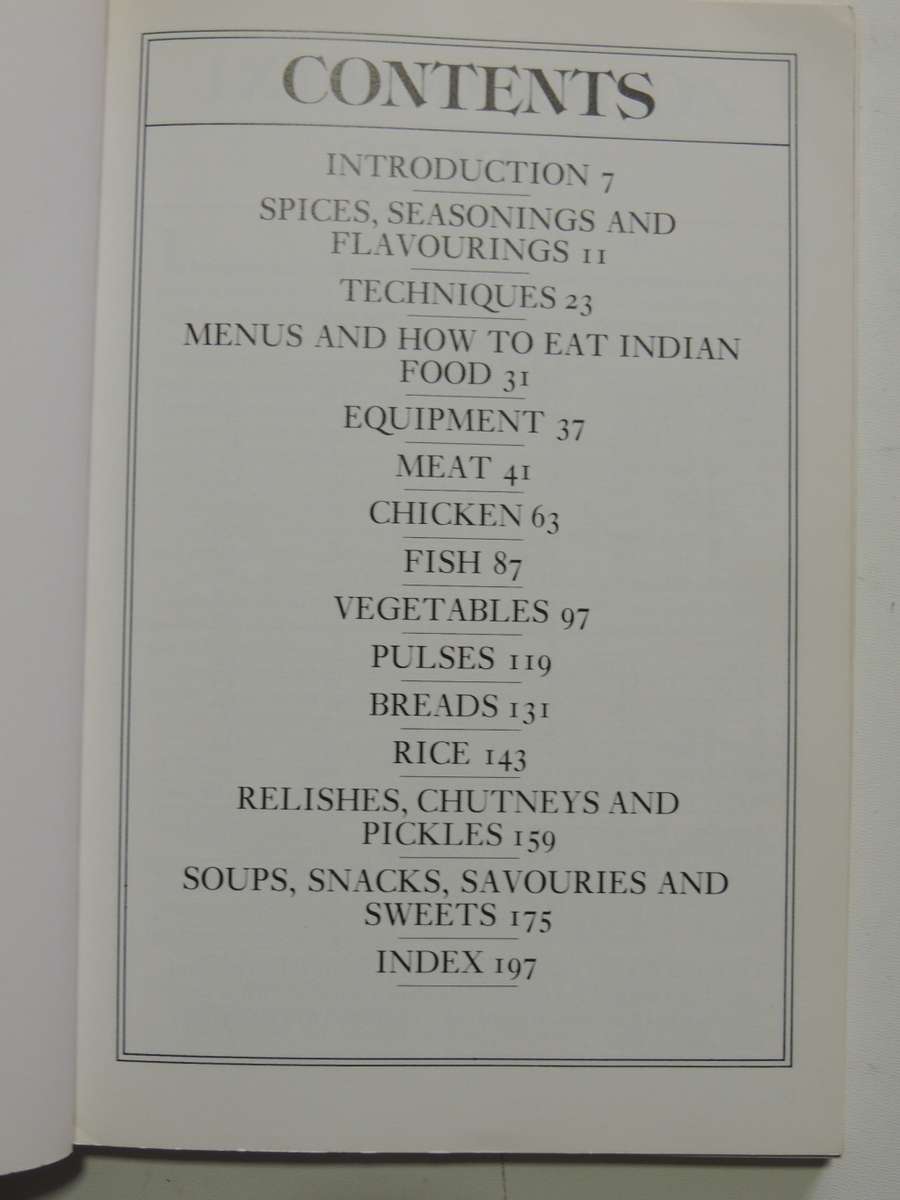 CONTENTS
INTRODUCTION 7
SPICES, SEASONINGS AND
FLAVOURINGS 11
TECHNIQUES 23
MENUS AND HOW TO EAT INDIAN
FOOD 31
EQUIPMENT 37
MEAT 41
CHICKEN 63
FISH 87
VEGETABLES 97
PULSES 119
BREADS 131
RICE 143
RELISHES, CHUTNEYS AND
PICKLES 159
SOUPS, SNACKS, SAVOURIES AND
SWEETS 175
INDEX 197